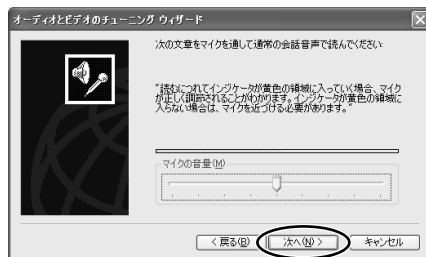 オーディオとビデオのチューニング ウィザード
次の文章をマイクを通して通常の会話音声で読んでください:
"読むにつれてインジケータが黄色の領域に入っていく場合、マイク
が正しく調節されることがわかります。インジケータが黄色の領域に
入らない場合は、マイクを近づける必要があります。"
マイクの音量(M)
< 戻る(B)
次へ(N) >
キャンセル